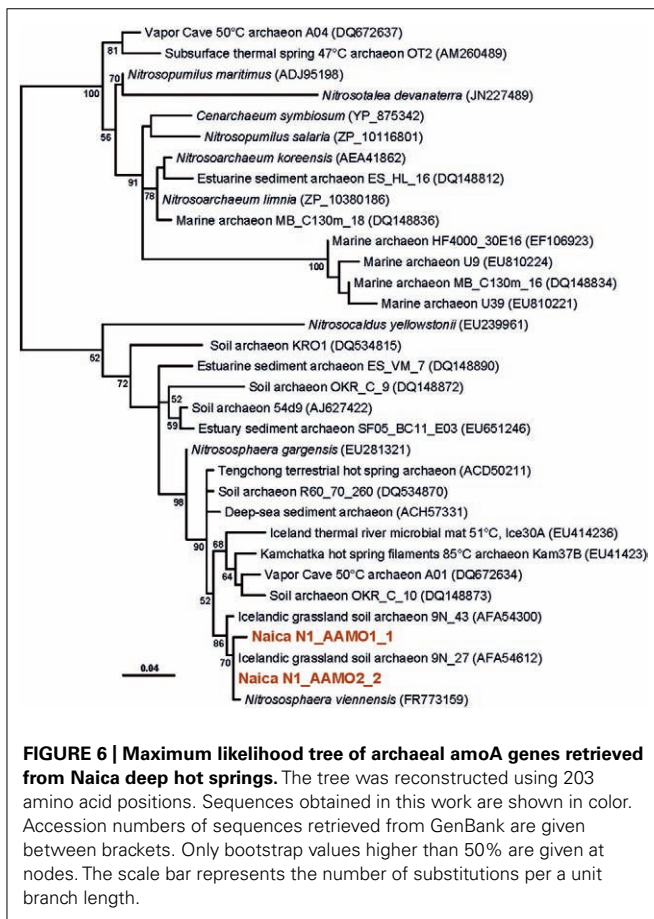 Vapor Cave 50°C archaeon A04 (DQ672637)
81
Subsurface thermal spring 47°C archaeon OT2 (AM260489)
70
Nitrosopumilus maritimus (ADJ95198)
100
Nitrosotalea devanaterra (JN227489)
56
Cenarchaeum symbiosum (YP_875342)
Nitrosopumilus salaria (ZP_10116801)
Nitrosoarchaeum koreensis (AEA41862)
91
Estuarine sediment archaeon ES_HL_16 (DQ148812)
78
Nitrosoarchaeum limnia (ZP_10380186)
Marine archaeon MB_C130m_18 (DQ148836)
Marine archaeon HF4000_30E16 (EF106923)
100
Marine archaeon U9 (EU810224)
Marine archaeon MB_C130m_16 (DQ148834)
Marine archaeon U39 (EU810221)
Nitrosocaldus yellowstonii (EU239961)
52
Soil archaeon KRO1 (DQ534815)
72
Estuarine sediment archaeon ES_VM_7 (DQ148890)
52
Soil archaeon OKR_C_9 (DQ148872)
Soil archaeon 54d9 (AJ627422)
59
Estuary sediment archaeon SF05_BC11_E03 (EU651246)
Nitrososphaera gargensis (EU281321)
Tengchong terrestrial hot spring archaeon (ACD50211)
98
Soil archaeon R60_70_260 (DQ534870)
Deep-sea sediment archaeon (ACH57331)
90
Iceland thermal river microbial mat 51°C, Ice30A (EU414236)
68
Kamchatka hot spring filaments 85°C archaeon Kam37B (EU41423
64
Vapor Cave 50°C archaeon A01 (DQ672634)
52
Soil archaeon OKR_C_10 (DQ148873)
Icelandic grassland soil archaeon 9N_43 (AFA54300)
86
Naica N1_AAMO1_1
70
Icelandic grassland soil archaeon 9N_27 (AFA54612)
0.04
Naica N1_AAMO2_2
Nitrososphaera viennensis (FR773159)
FIGURE 6 | Maximum likelihood tree of archaeal amoA genes retrieved
from Naica deep hot springs. The tree was reconstructed using 203
amino acid positions. Sequences obtained in this work are shown in color.
Accession numbers of sequences retrieved from GenBank are given
between brackets. Only bootstrap values higher than 50% are given at
nodes. The scale bar represents the number of substitutions per a unit
branch length.